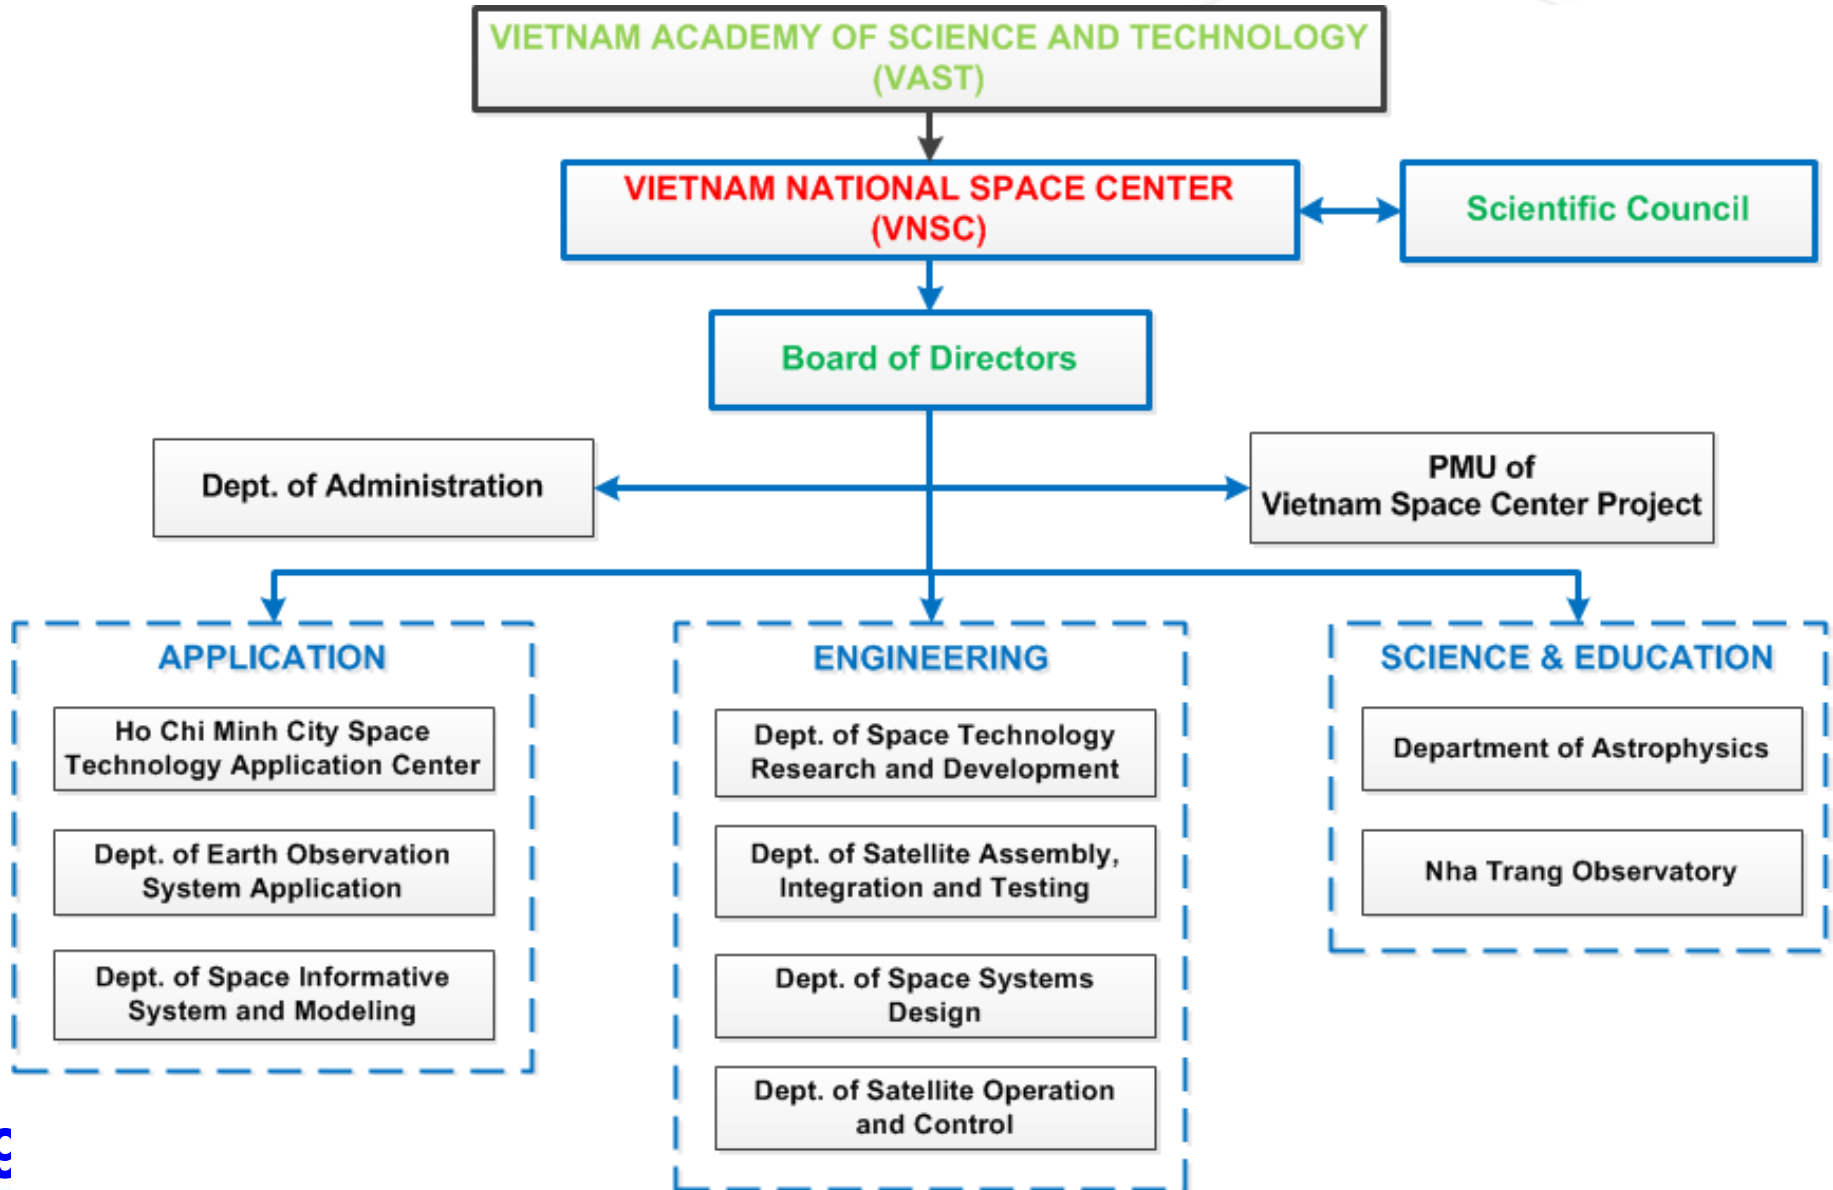 VIETNAM ACADEMY OF SCIENCE AND TECHNOLOGY
(VAST)
VIETNAM NATIONAL SPACE CENTER
(VNSC)
Scientific Council
Board of Directors
Dept. of Administration
PMU of
Vietnam Space Center Project
APPLICATION
Ho Chi Minh City Space
Technology Application Center
Dept. of Earth Observation
System Application
Dept. of Space Informative
System and Modeling
ENGINEERING
Dept. of Space Technology
Research and Development
Dept. of Satellite Assembly,
Integration and Testing
Dept. of Space Systems
Design
Dept. of Satellite Operation
and Control
SCIENCE & EDUCATION
Department of Astrophysics
Nha Trang Observatory